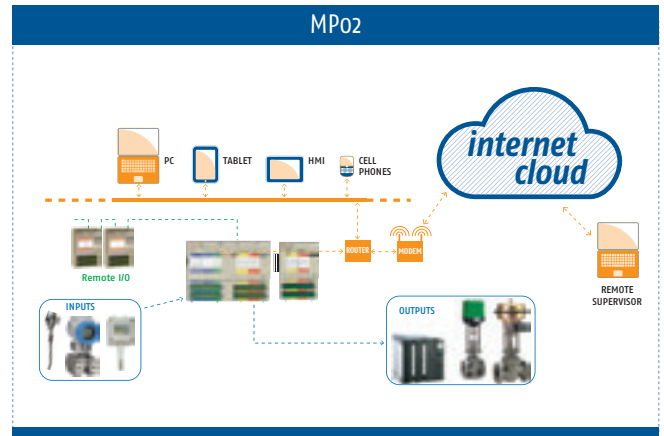 MP02
PC
TABLET
HMI
CELL
PHONES
internet
cloud
ROUTER
MODEM
Remote I/O
REMOTE
SUPERVISOR
INPUTS
OUTPUTS